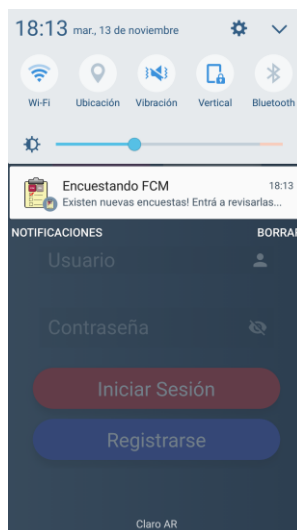 18:13 mar., 13 de noviembre
Wi-Fi Ubicación Vibración Vertical Bluetooth
Encuestando FCM 18:13
Existen nuevas encuestas! Entrá a revisarlas...
NOTIFICACIONES BORRAR
Usuario
Contraseña
Iniciar Sesión
Registrarse
Claro AR